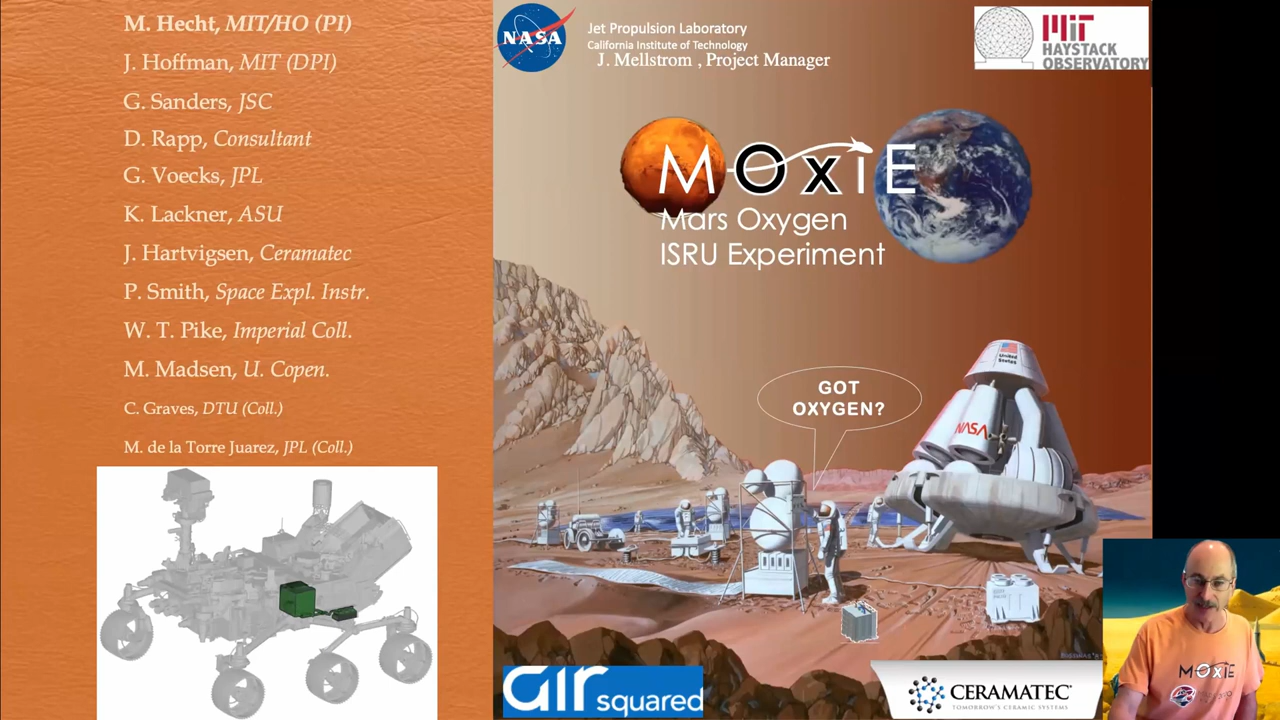 M. Hecht, MIT/HO (PI)
J. Hoffman, MIT (DPI)
G. Sanders, JSC
D. Rapp, Consultant
G. Voecks, JPL
K. Lackner, ASU
J. Hartvigsen, Ceramatec
P. Smith, Space Expl. Instr.
W. T. Pike, Imperial Coll.
M. Madsen, U. Copen.
C. Graves, DTU (Coll.)
M. de la Torre Juarez, JPL (Coll.)
NASA
Jet Propulsion Laboratory
California Institute of Technology
J. Mellstrom , Project Manager
MIT
HAYSTACK
OBSERVATORY
MOxiE
Mars Oxygen
ISRU Experiment
GOT
OXYGEN?
United
States
NASA
air squared
CERAMATEC
TOMORROW'S CERAMIC SYSTEMS
MOxiE